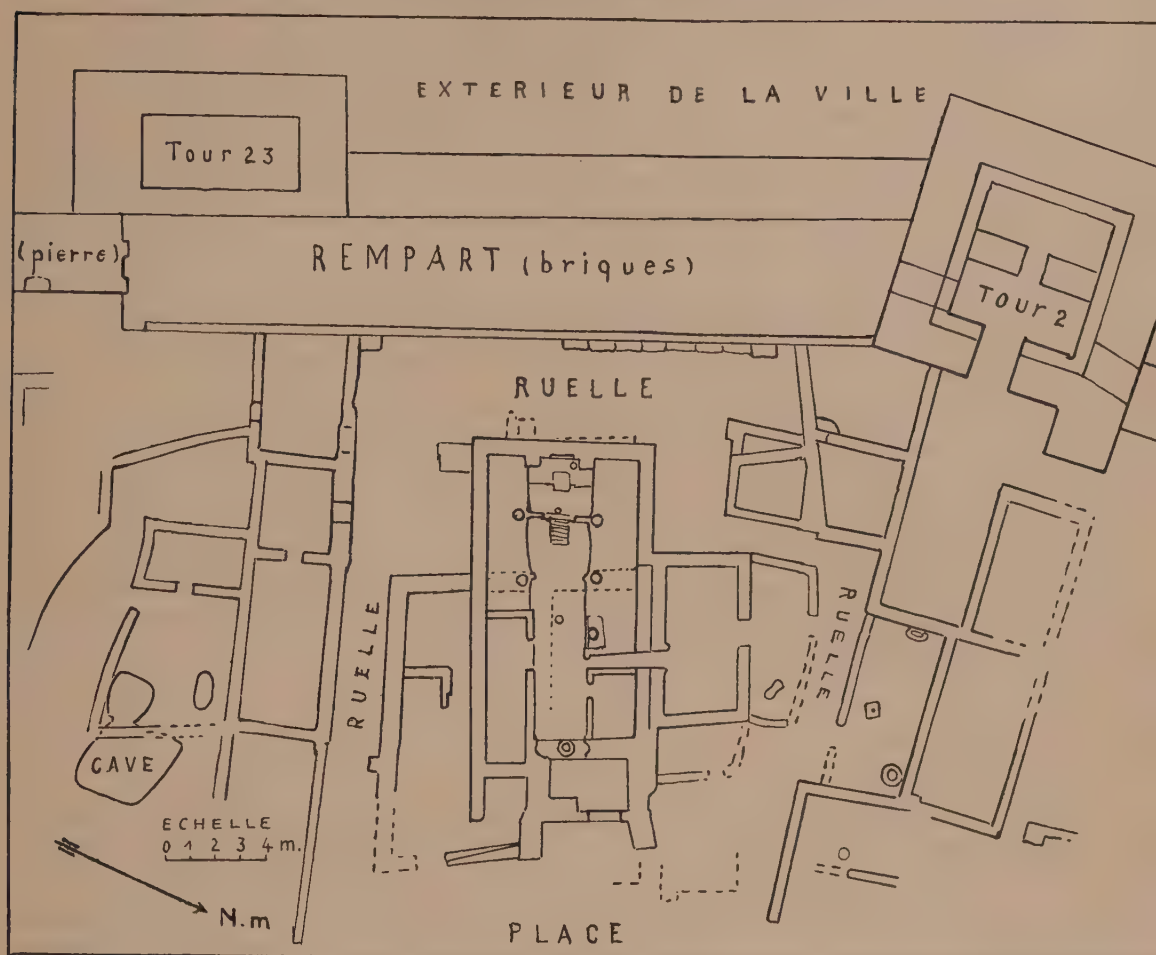 EXTERIEUR DE LA VILLE
Tour 23
(pierre)
REMPART (briques)
Tour 2
RUELLE
RUELLE
RUELLE
CAVE
ECHELLE
0 1 2 3 4 m.
N.m
PLACE